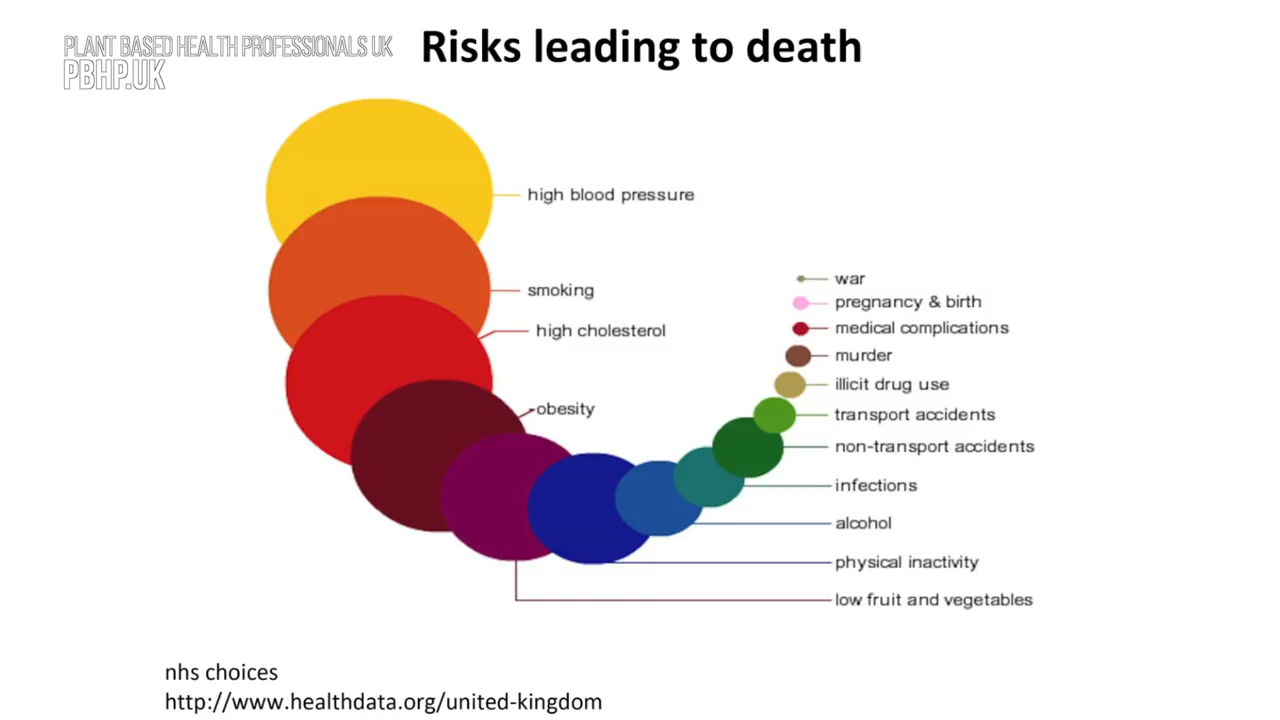 PLANT BASED HEALTH PROFESSIONALS UK
PBHP.UK
Risks leading to death
high blood pressure
smoking
high cholesterol
obesity
war
pregnancy & birth
medical complications
murder
illicit drug use
transport accidents
non-transport accidents
infections
alcohol
physical inactivity
low fruit and vegetables
nhs choices
http://www.healthdata.org/united-kingdom